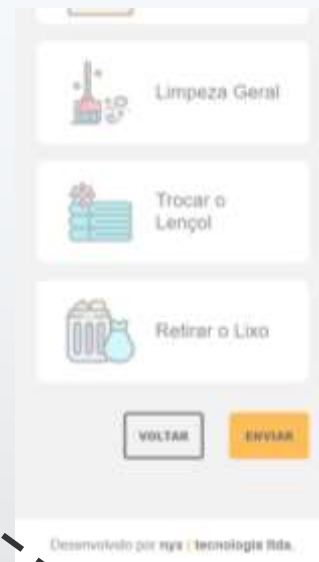 Limpeza Geral
Trocar o
Lençol
Retirar o Lixo
VOLTAR
ENVIAR
Desenvolvido por nyx | tecnologia ltda.